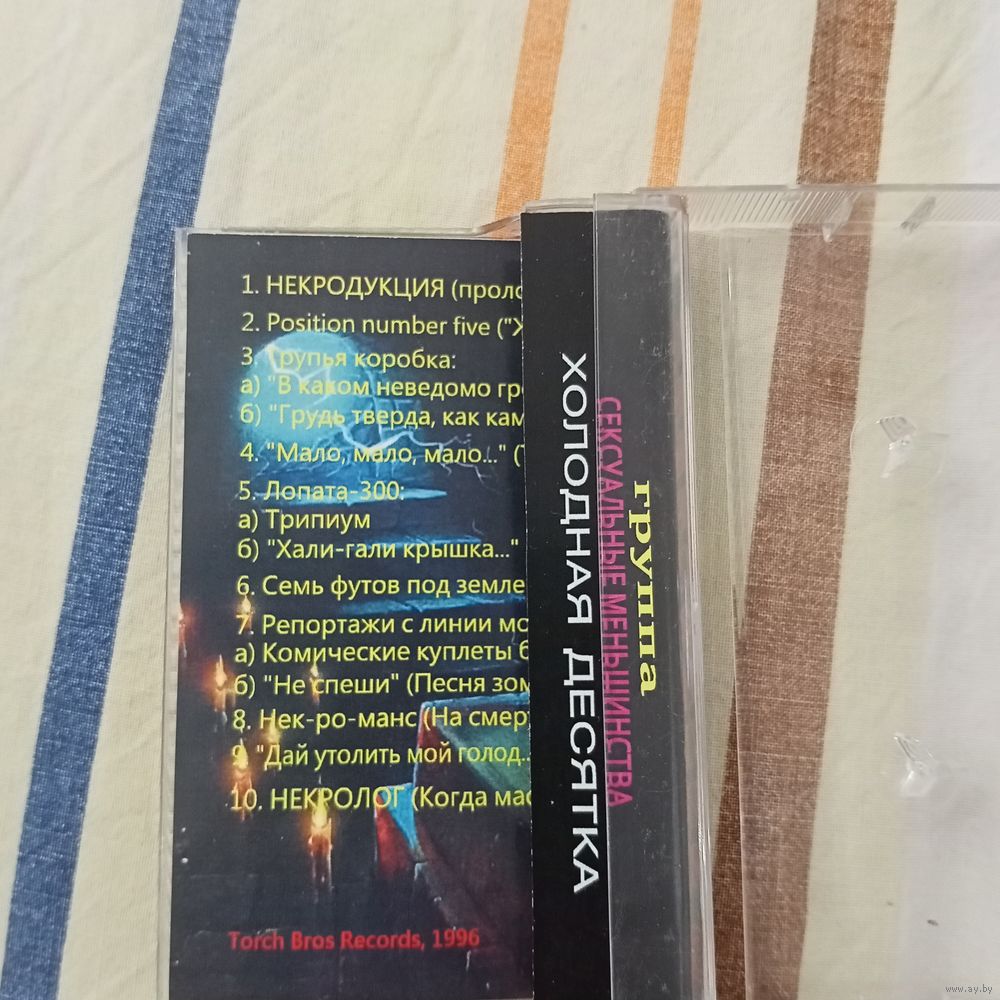 1. НЕКРОДУКЦИЯ (проло
2. Position number five ("Х
3. Трупья коробка:
а) "В каком неведомо гро
б) "Грудь тверда, как кам
4. "Мало, мало, мало..." (
5. Лопата-300:
а) Трипиум
б) "Хали-гали крышка..."
6. Семь футов под земле
7. Репортажи с линии мо
а) Комические куплеты б
б) "Не спеши" (Песня зом
8. Нек-ро-манс (На смер
9. "Дай утолить мой голод..
10. НЕКРОЛОГ (Когда мас
Torch Bros Records, 1996
ХОЛОДНАЯ ДЕСЯТКА
группа
СЕКСУАЛЬНЫЕ МЕНЬШИНСТВА
www.ay.by